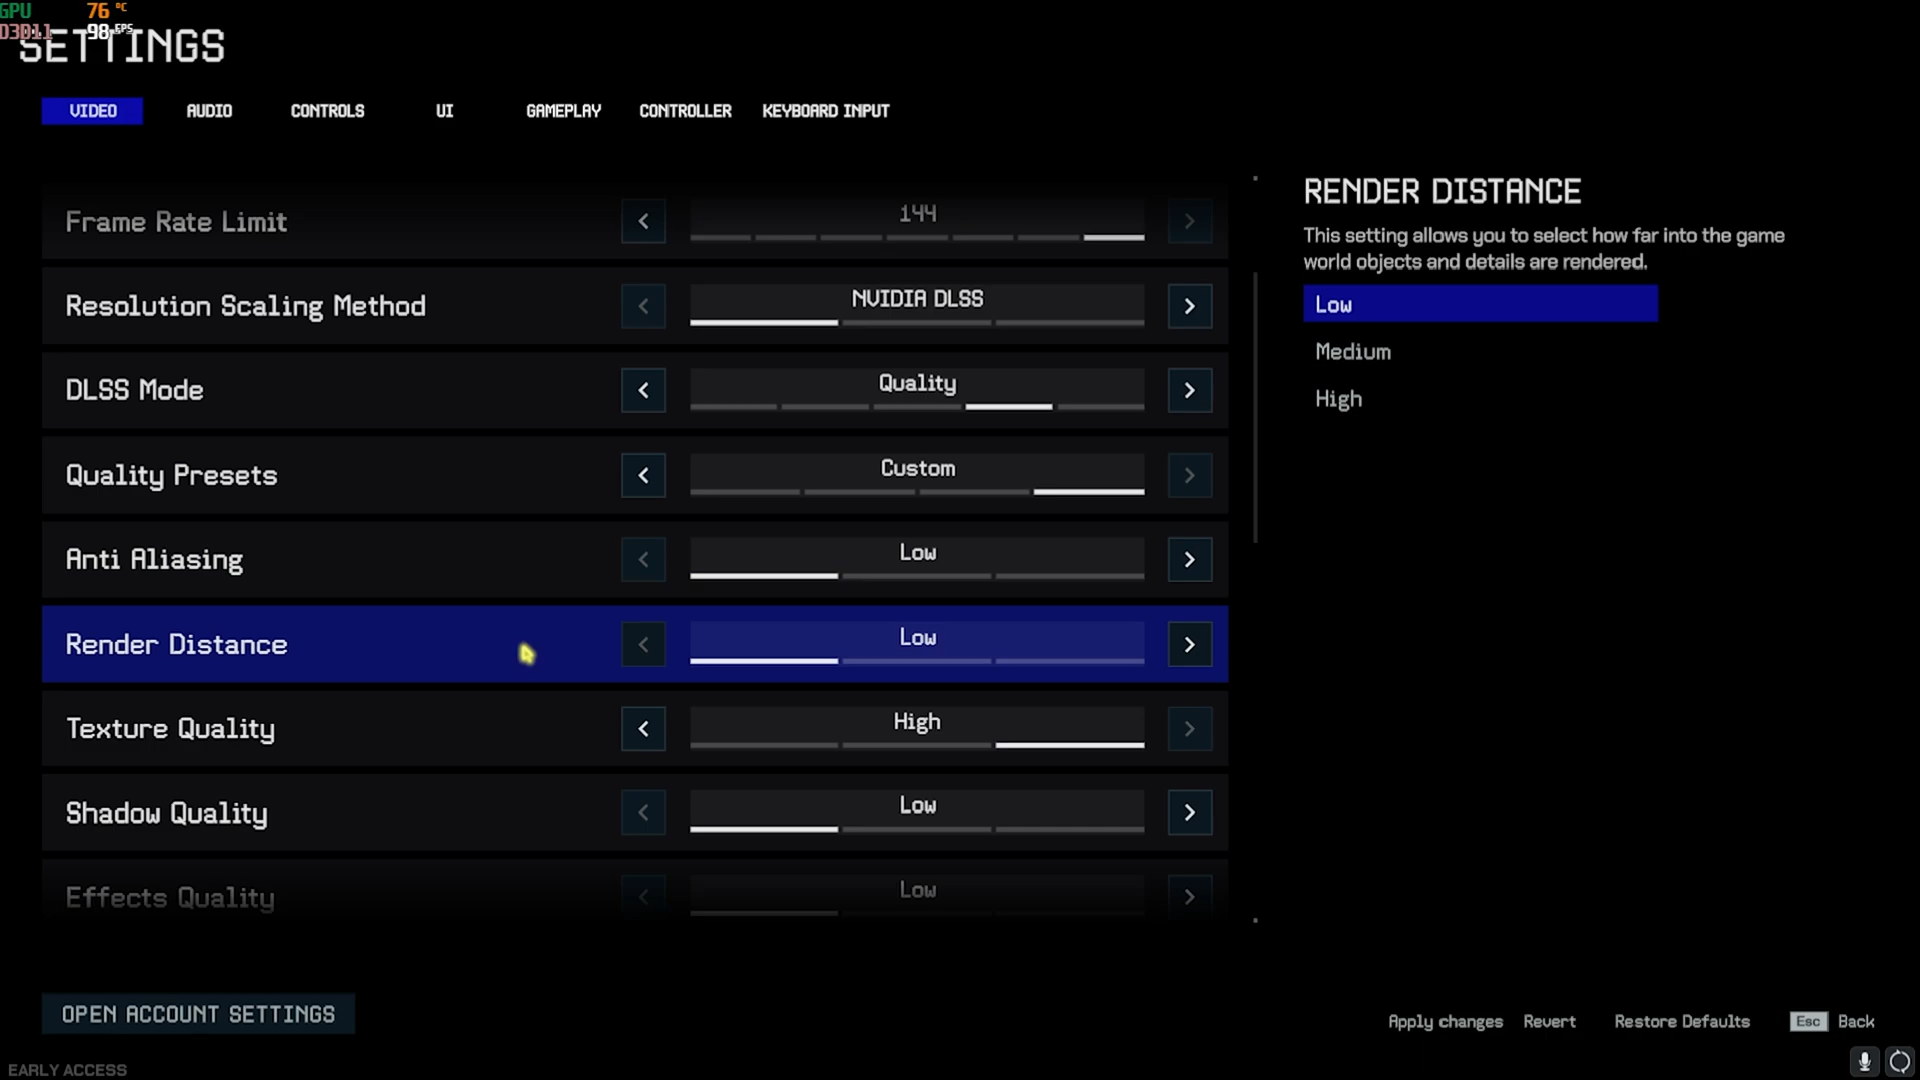 GPU 76 °C
D3D11 98 FPS
SETTINGS
VIDEO AUDIO CONTROLS UI GAMEPLAY CONTROLLER KEYBOARD INPUT
Frame Rate Limit < 144 >
Resolution Scaling Method < NVIDIA DLSS >
DLSS Mode < Quality >
Quality Presets < Custom >
Anti Aliasing < Low >
Render Distance < Low >
Texture Quality < High >
Shadow Quality < Low >
Effects Quality < Low >
RENDER DISTANCE
This setting allows you to select how far into the game
world objects and details are rendered.
Low
Medium
High
OPEN ACCOUNT SETTINGS
Apply changes Revert Restore Defaults Esc Back
EARLY ACCESS